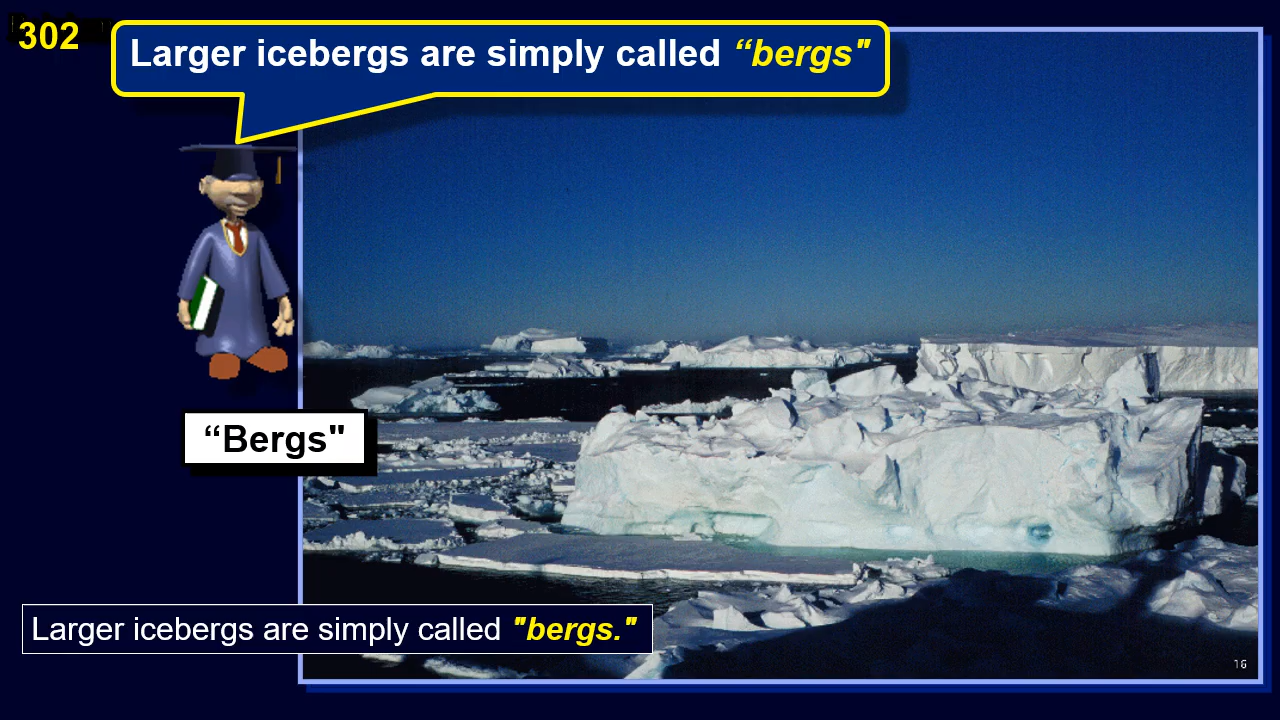 302
Larger icebergs are simply called “bergs"
“Bergs"
Larger icebergs are simply called "bergs."
16